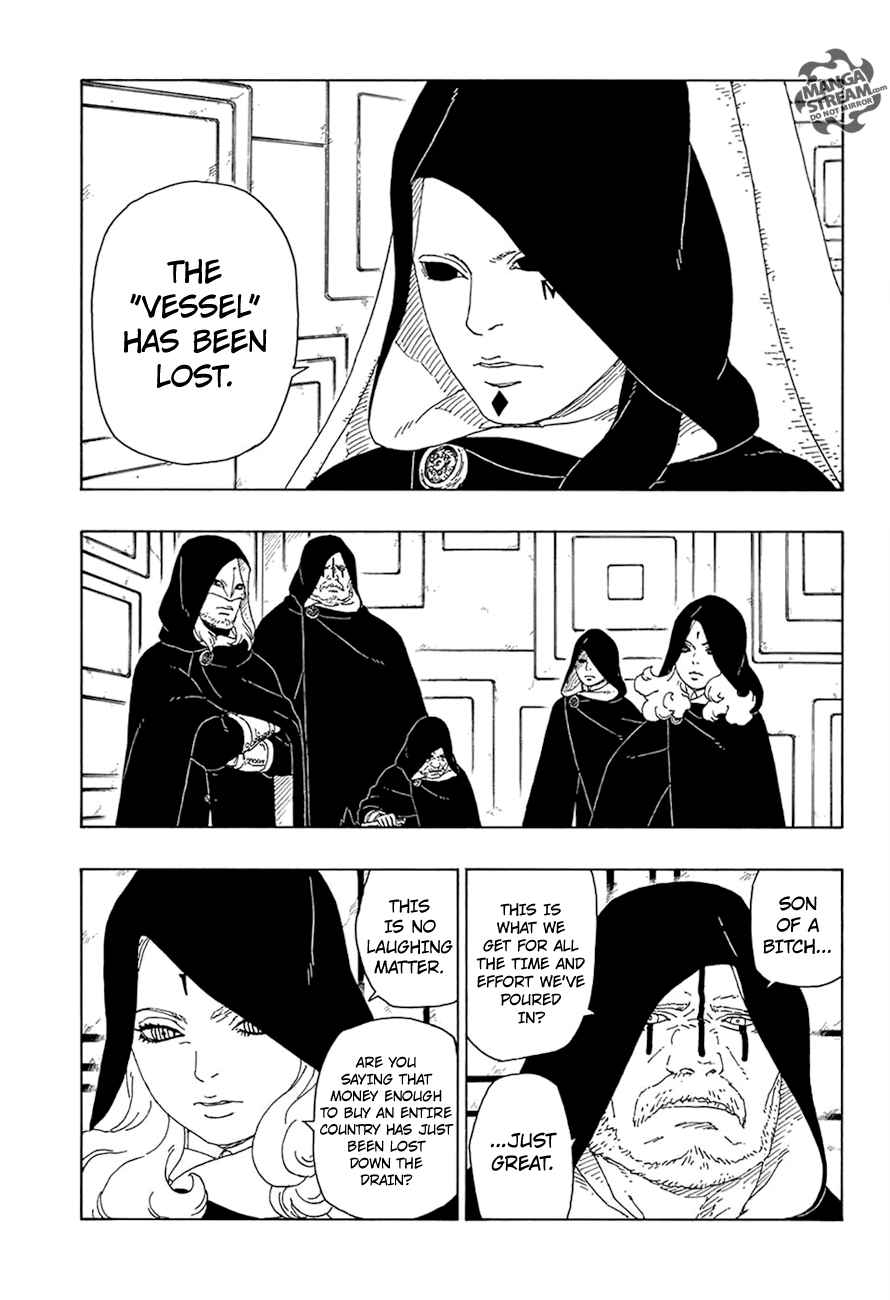 MANGA
STREAM.com
DO NOT MIRROR
THE
"VESSEL"
HAS BEEN
LOST.
SON
OF A
BITCH...
THIS IS
WHAT WE
GET FOR ALL
THE TIME AND
EFFORT WE'VE
POURED
IN?
...JUST
GREAT.
THIS
IS NO
LAUGHING
MATTER.
ARE YOU
SAYING THAT
MONEY ENOUGH
TO BUY AN
ENTIRE
COUNTRY HAS JUST
BEEN LOST
DOWN THE
DRAIN?